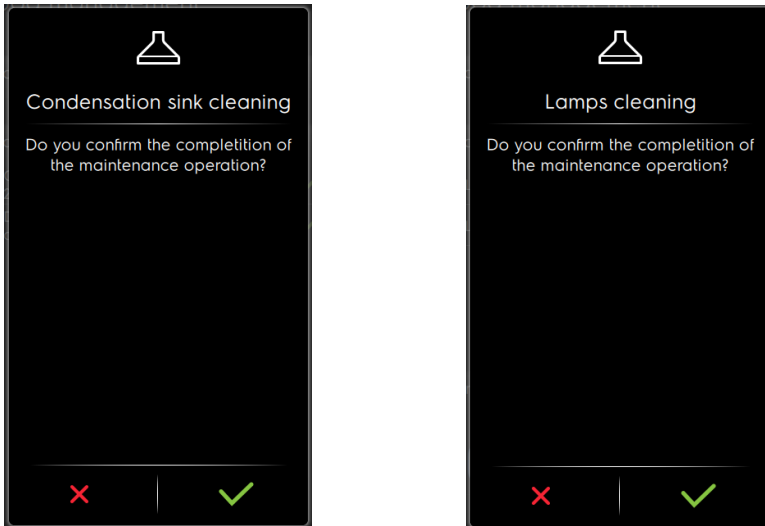 Condensation sink cleaning
Do you confirm the completition of
the maintenance operation?
Lamps cleaning
Do you confirm the completition of
the maintenance operation?